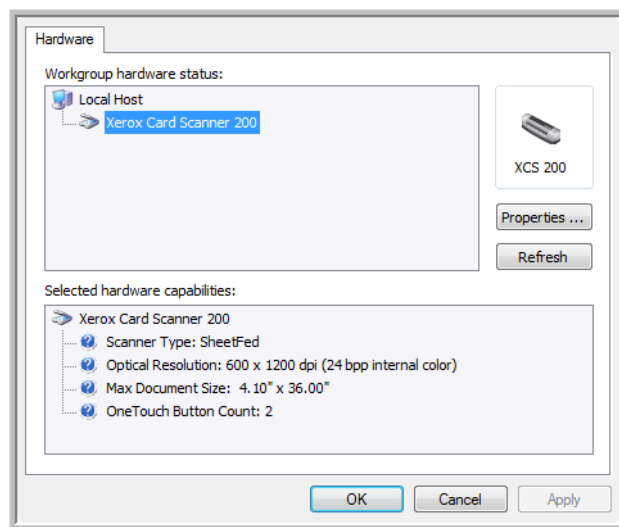 Hardware
Workgroup hardware status:
Local Host
Xerox Card Scanner 200
XCS 200
Properties ...
Refresh
Selected hardware capabilities:
Xerox Card Scanner 200
Scanner Type: SheetFed
Optical Resolution: 600 x 1200 dpi (24 bpp internal color)
Max Document Size: 4.10" x 36.00"
OneTouch Button Count: 2
OK
Cancel
Apply